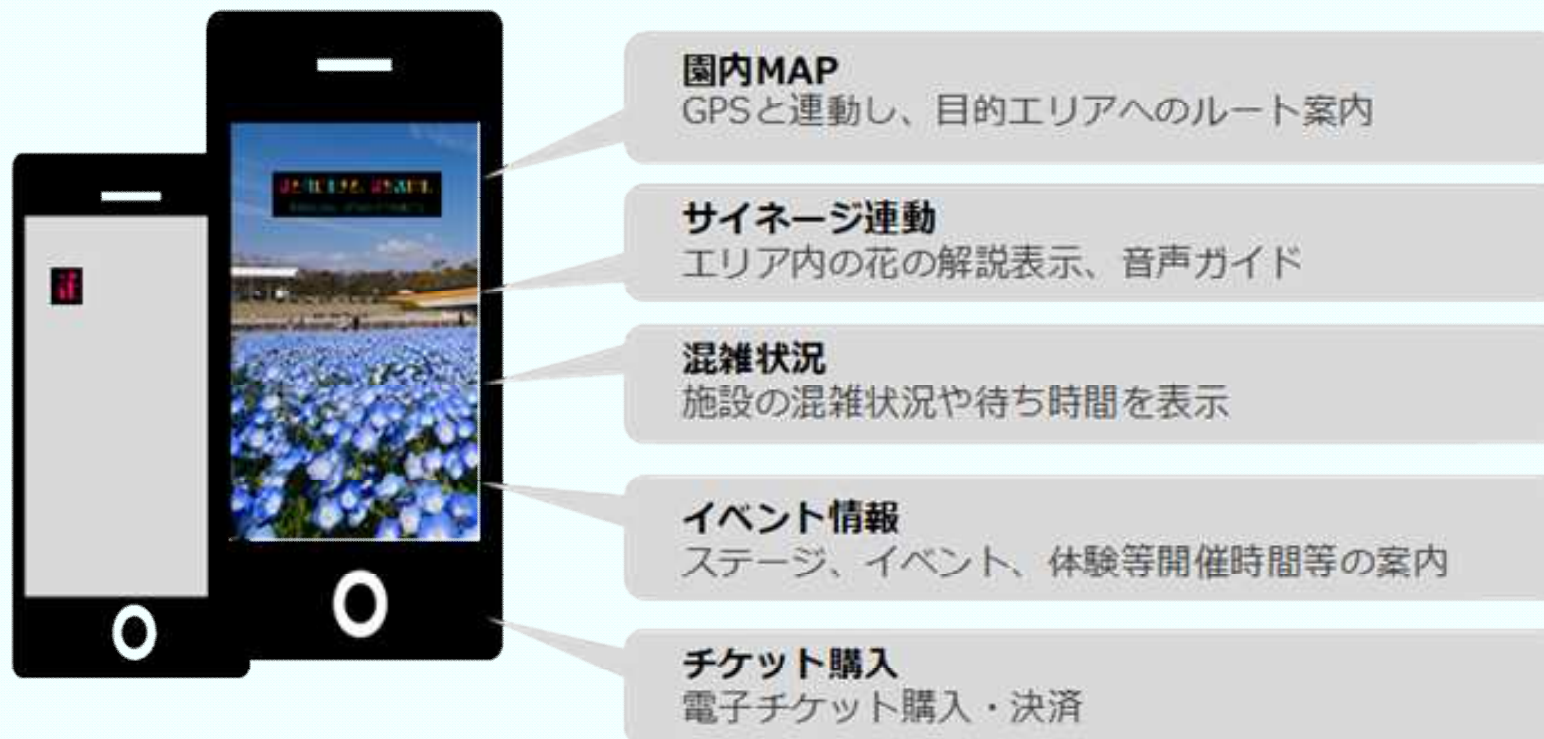 園内MAP
GPSと連動し、目的エリアへのルート案内
サイネージ連動
エリア内の花の解説表示、音声ガイド
混雑状況
施設の混雑状況や待ち時間を表示
イベント情報
ステージ、イベント、体験等開催時間等の案内
チケット購入
電子チケット購入・決済